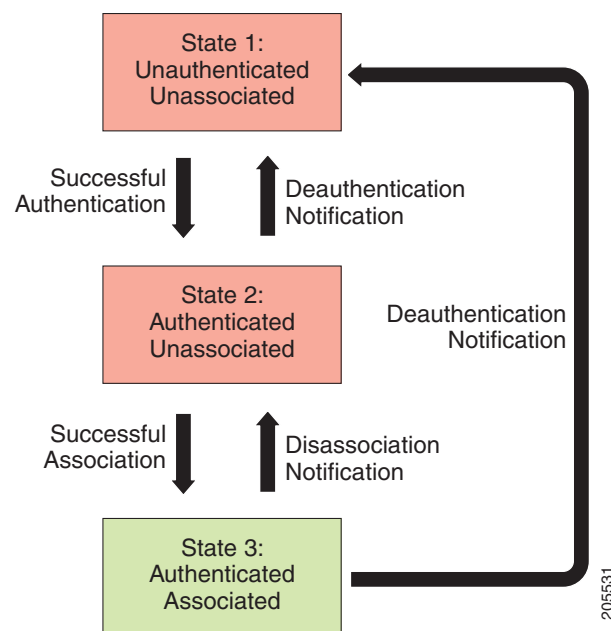 State 1:
Unauthenticated
Unassociated
Successful
Authentication
Deauthentication
Notification
State 2:
Authenticated
Unassociated
Deauthentication
Notification
Successful
Association
Disassociation
Notification
State 3:
Authenticated
Associated
205531